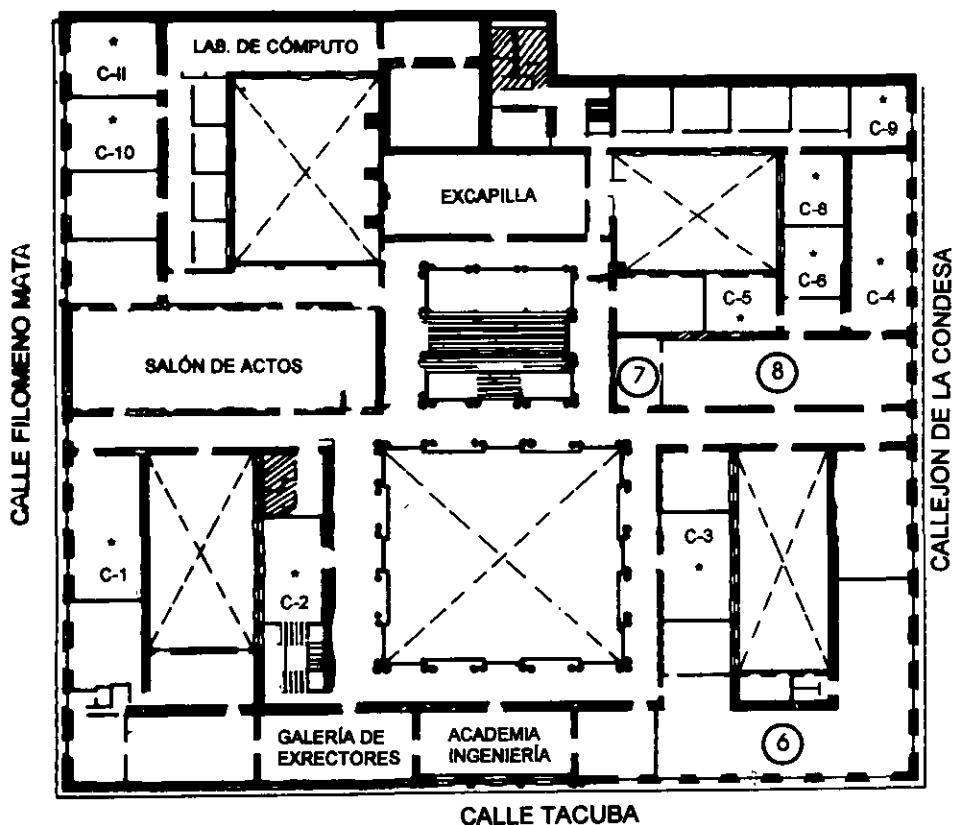 LAB. DE CÓMPUTO
*
C-11
*
C-10
*
C-9
EXCAPILLA
*
C-8
*
C-6
*
C-4
C-5
*
SALÓN DE ACTOS
7
8
CALLE FILOMENO MATA
CALLEJON DE LA CONDESA
*
C-1
*
C-2
C-3
*
GALERÍA DE
EXRECTORES
ACADEMIA
INGENIERÍA
6
CALLE TACUBA